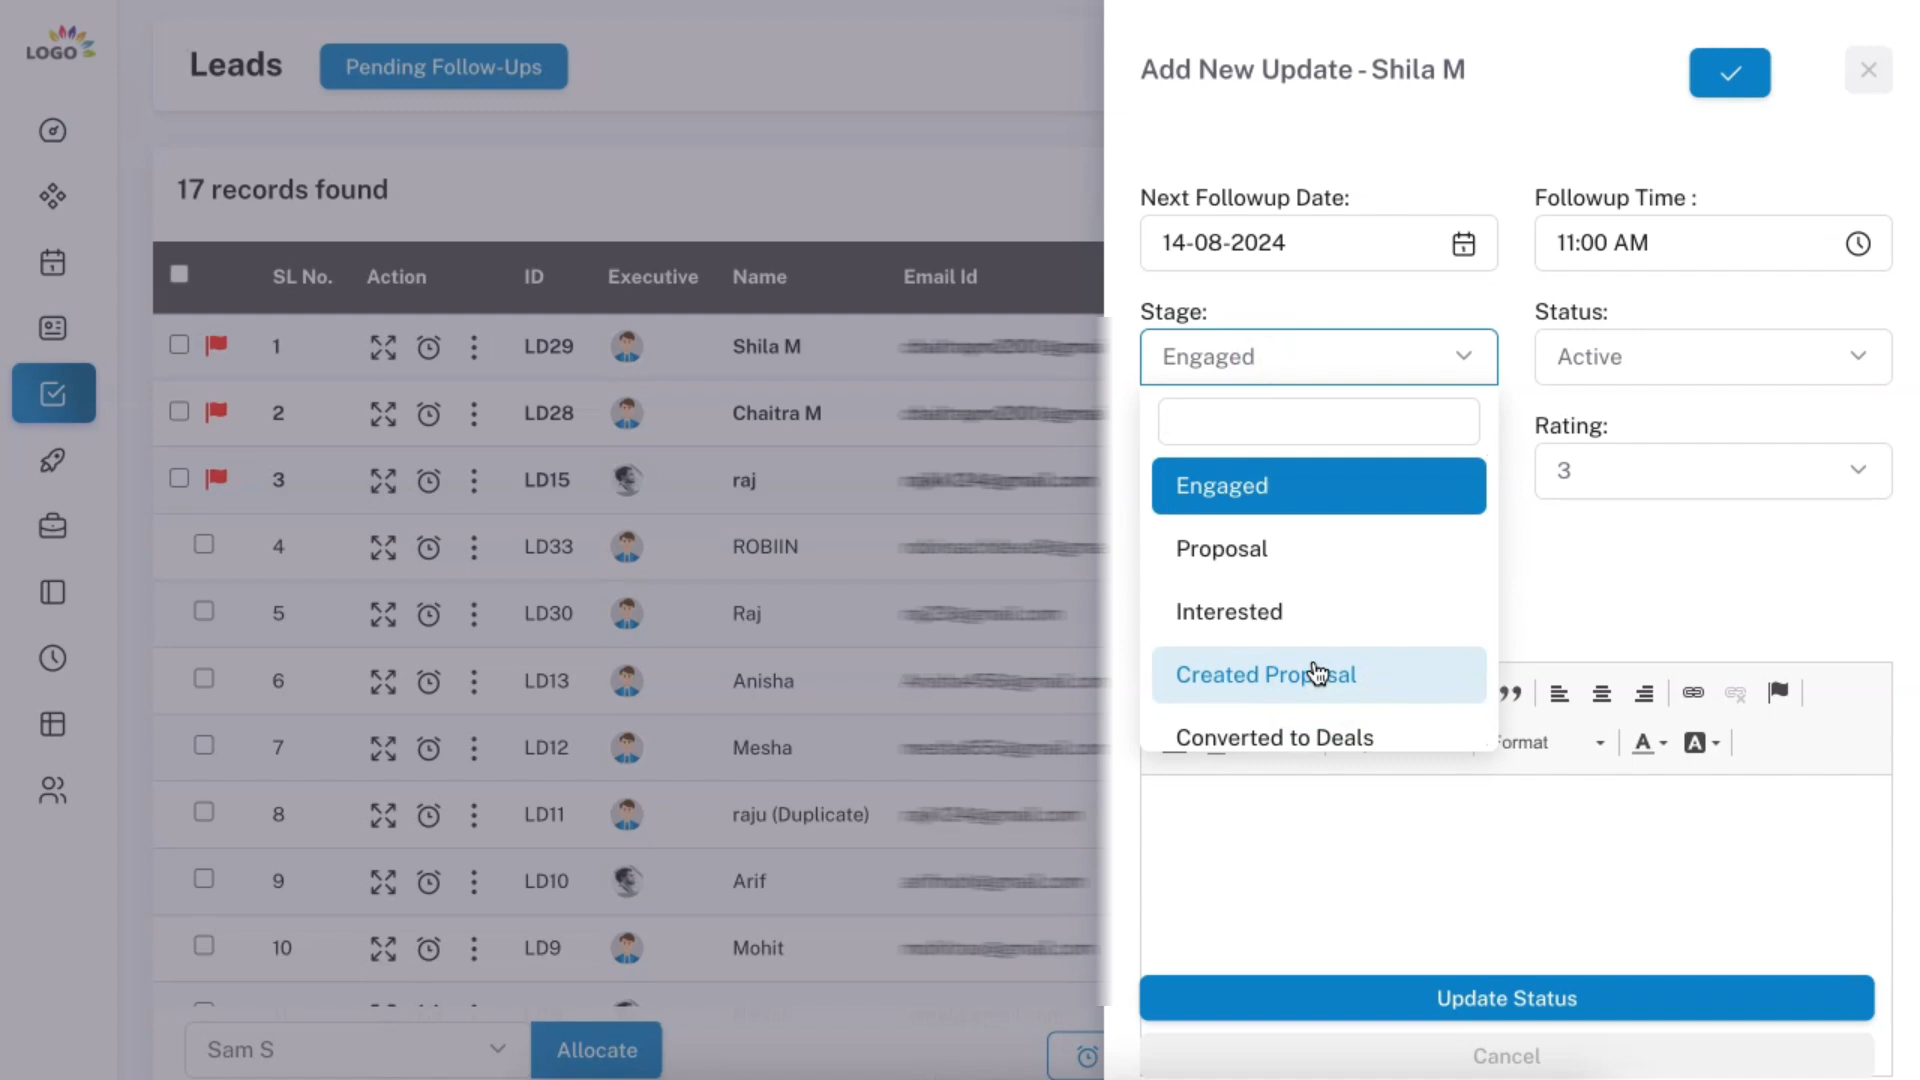 LOGO
Leads
Pending Follow-Ups
Add New Update - Shila M
17 records found
Next Followup Date:
Followup Time :
14-08-2024
11:00 AM
SL No. Action ID Executive Name Email Id
Stage:
Status:
Engaged
Active
1 LD29 Shila M
2 LD28 Chaitra M
3 LD15 raj
4 LD33 ROBIIN
5 LD30 Raj
6 LD13 Anisha
7 LD12 Mesha
8 LD11 raju (Duplicate)
9 LD10 Arif
10 LD9 Mohit
Rating:
3
Engaged
Proposal
Interested
Created Proposal
Converted to Deals
Update Status
Cancel
Sam S
Allocate